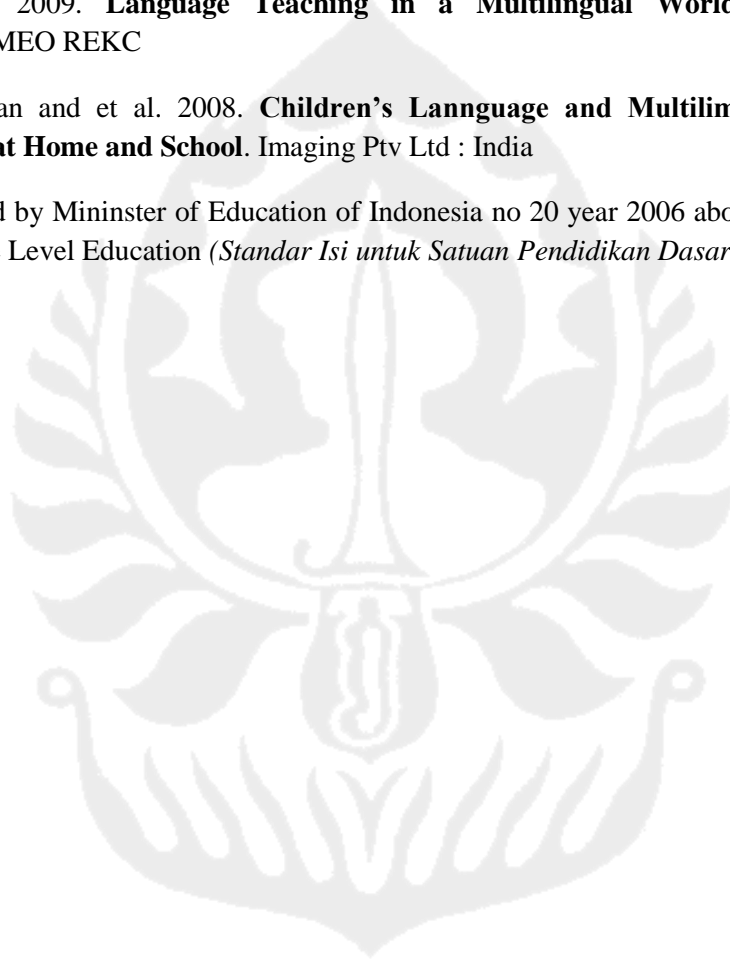 2009. Language Teaching in a Multilingual World
MEO REKC
an and et al. 2008. Children's Lannguage and Multilim
at Home and School. Imaging Ptv Ltd : India
d by Mininster of Education of Indonesia no 20 year 2006 abo
Level Education (Standar Isi untuk Satuan Pendidikan Dasar